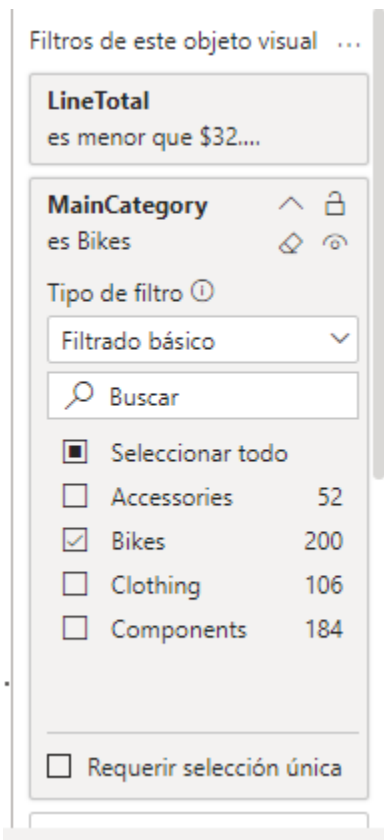 Filtros de este objeto visual ...
LineTotal
es menor que $32....
MainCategory
es Bikes
Tipo de filtro
Filtrado básico
Buscar
Seleccionar todo
Accessories 52
Bikes 200
Clothing 106
Components 184
Requerir selección única